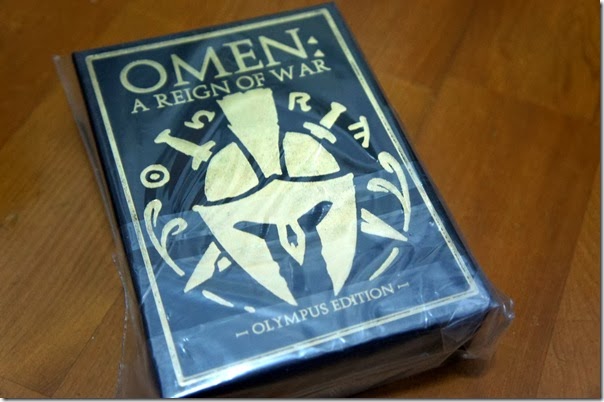 OMEN:
A REIGN OF WAR
OLYMPUS EDITION